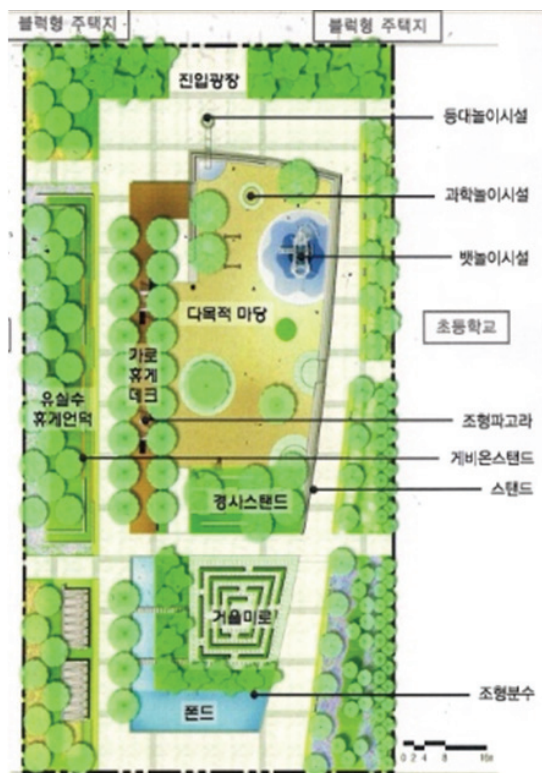 블럭형 주택지
블럭형 주택지
진입광장
등대놀이시설
과학놀이시설
뱃놀이시설
다목적 마당
초등학교
가로
휴게
데크
유실수
휴게언덕
조형파고라
게비온스탠드
스탠드
경사스탠드
거울미로
조형분수
폰드
0 2 4 8